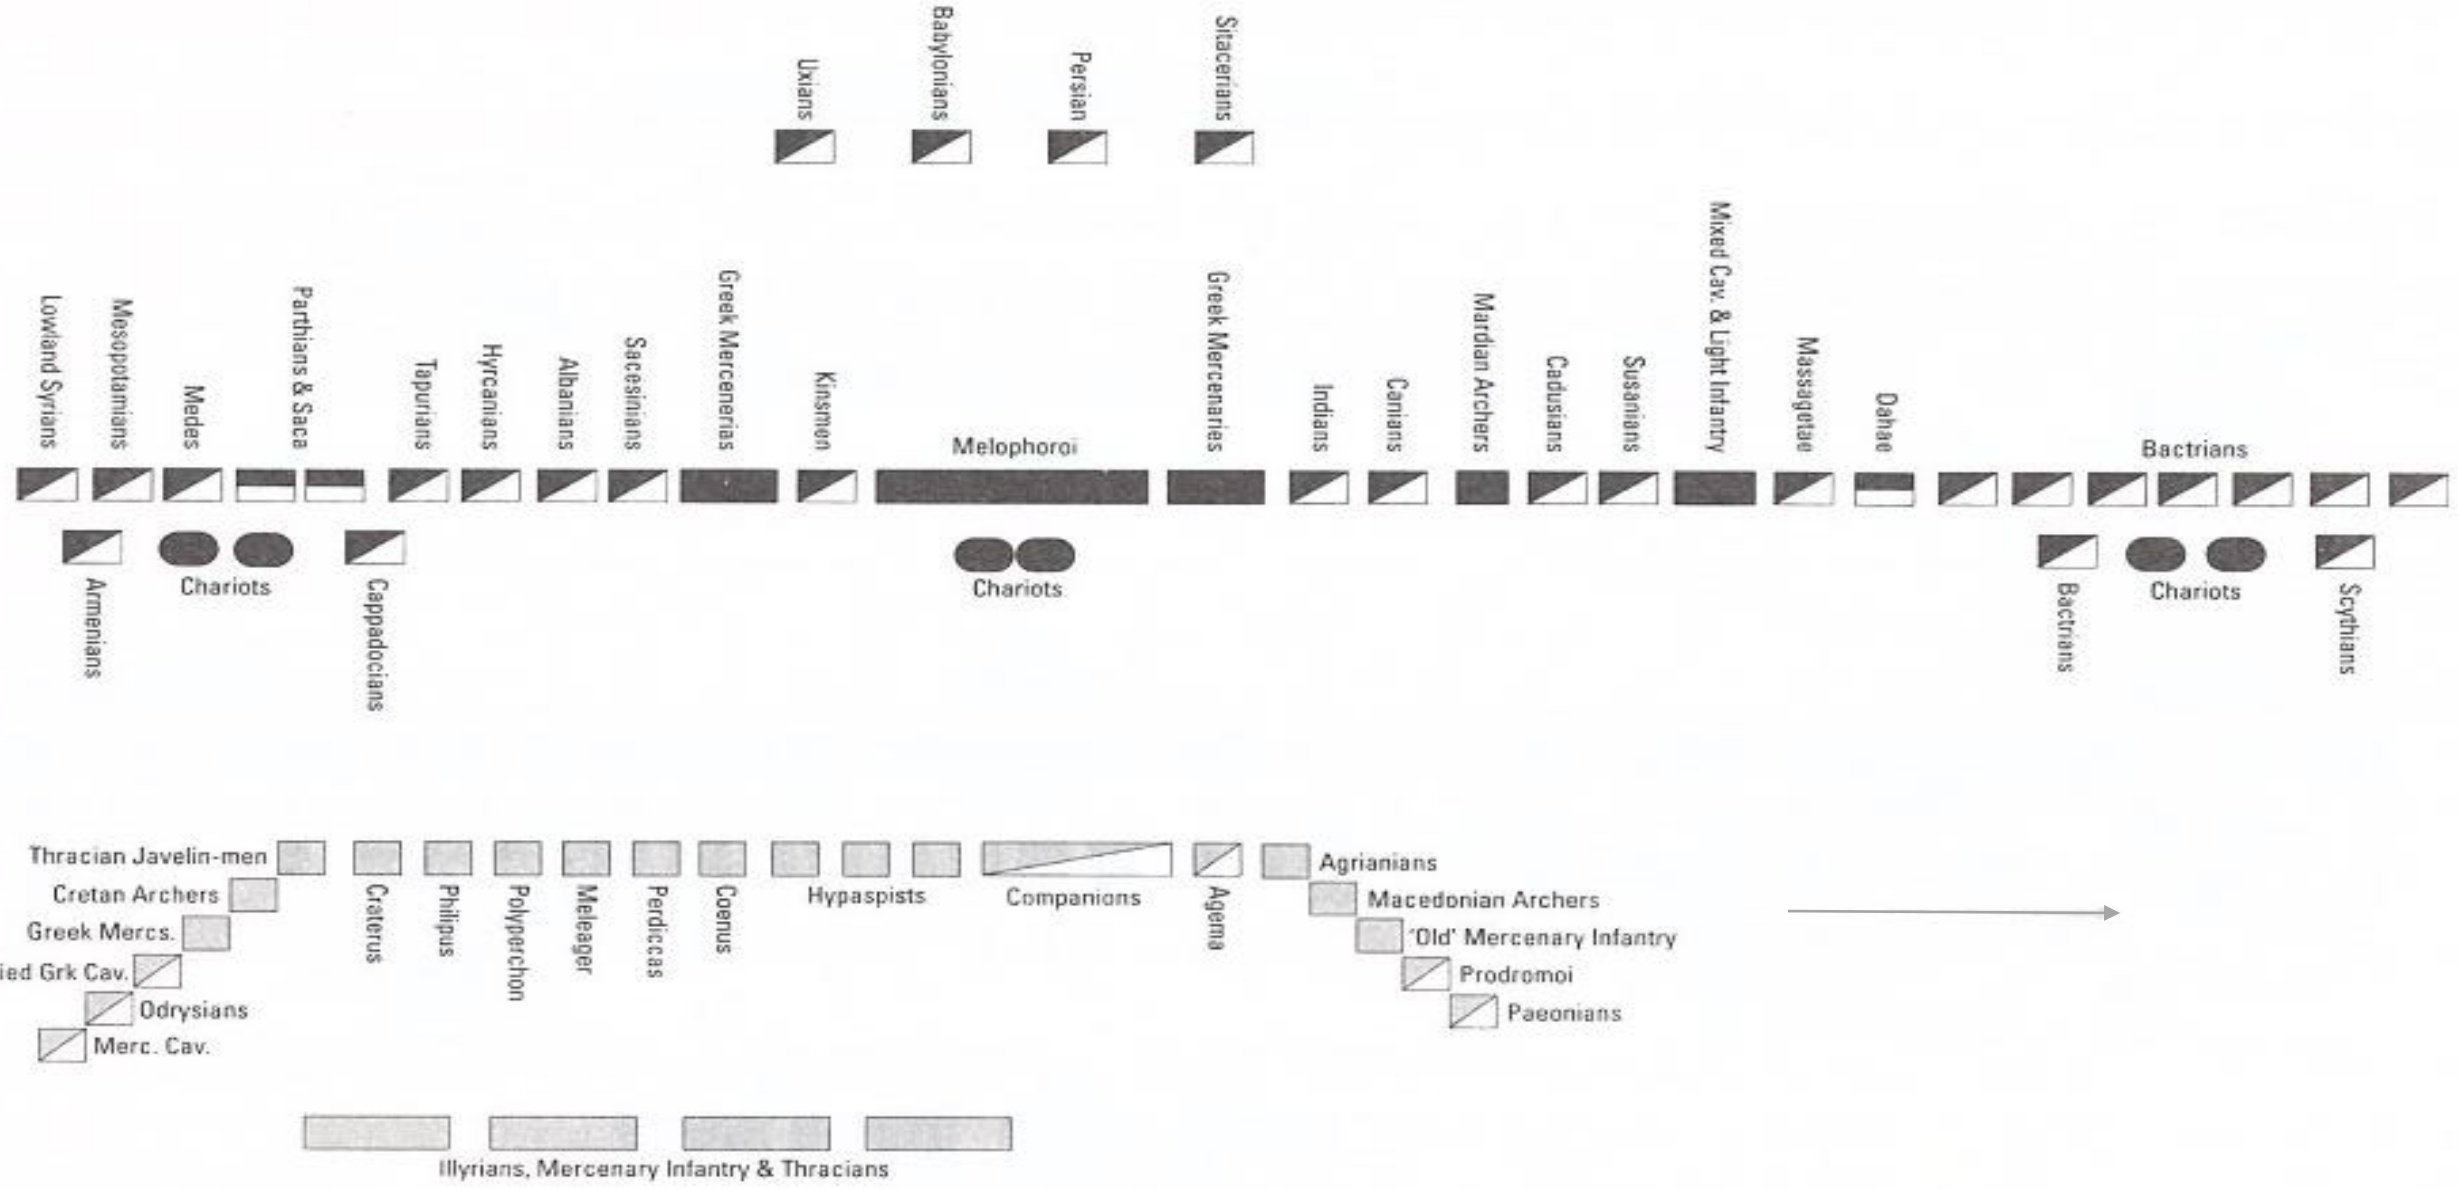 Uxians
Babylonians
Persian
Sitacerians
Lowland Syrians
Mesopotamians
Medes
Parthians & Saca
Tapurians
Hyrcanians
Albanians
Sacesinians
Greek Mercenerias
Kinsmen
Melophoroi
Greek Mercenaries
Indians
Canians
Mardian Archers
Cadusians
Susanians
Mixed Cav. & Light Infantry
Massagetae
Dahae
Bactrians
Armenians
Chariots
Cappadocians
Chariots
Bactrians
Chariots
Scythians
Thracian Javelin-men
Cretan Archers
Greek Mercs.
ied Grk Cav.
Odrysians
Merc. Cav.
Craterus
Philipus
Polyperchon
Meleager
Perdiccas
Coenus
Hypaspists
Companions
Agema
Agrianians
Macedonian Archers
'Old' Mercenary Infantry
Prodromoi
Paeonians
Illyrians, Mercenary Infantry & Thracians